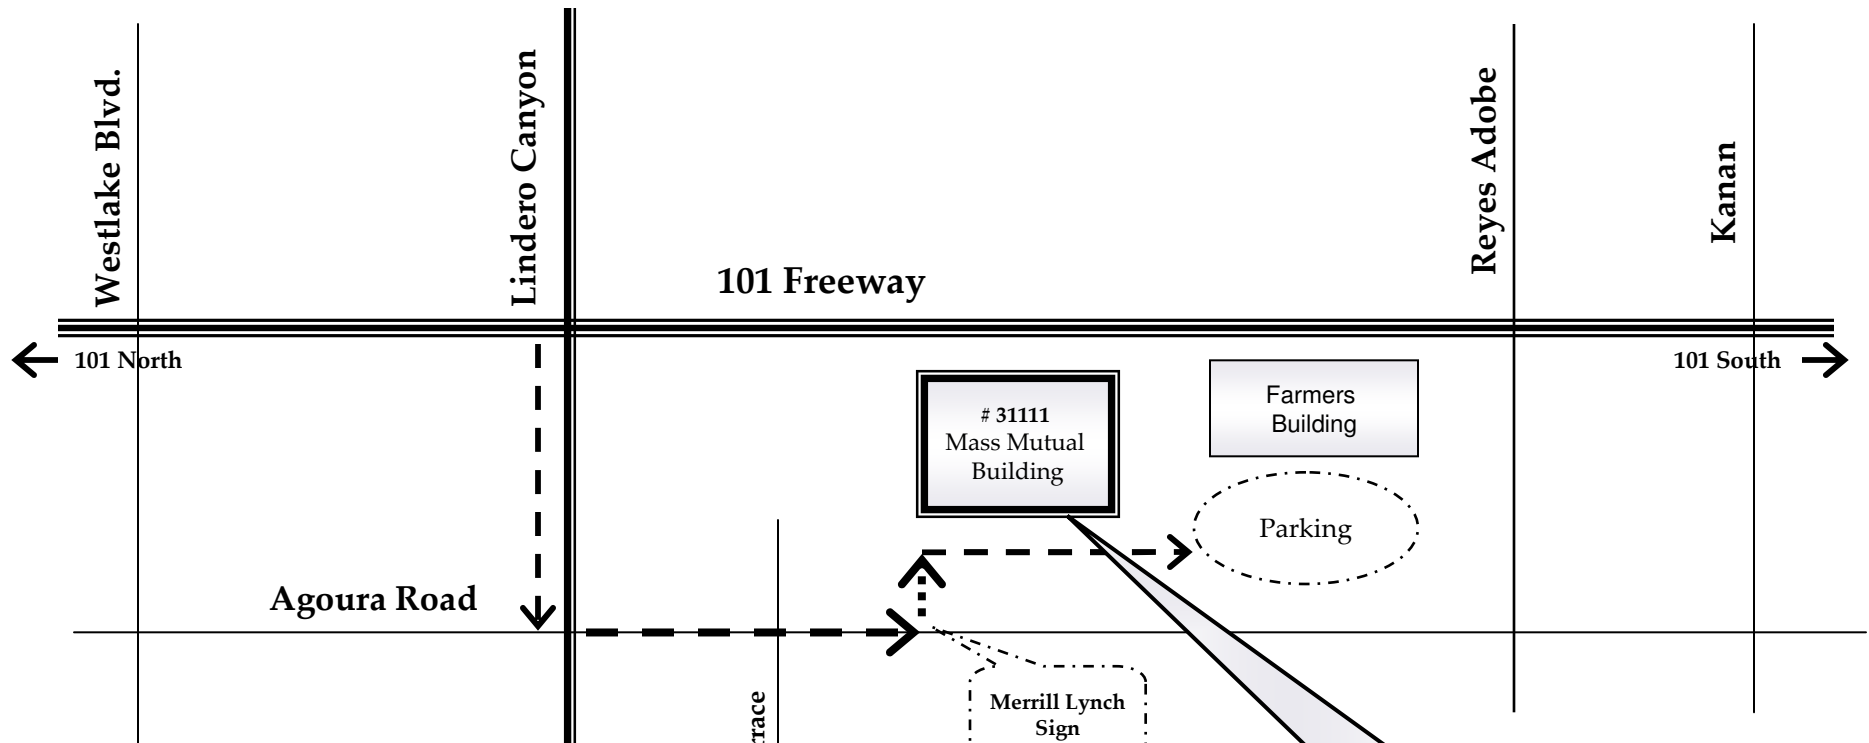 Westlake Blvd.
Lindero Canyon
Reyes Adobe
Kanan
101 Freeway
101 North
101 South
# 31111
Mass Mutual
Building
Farmers
Building
Parking
Agoura Road
Merrill Lynch
Sign